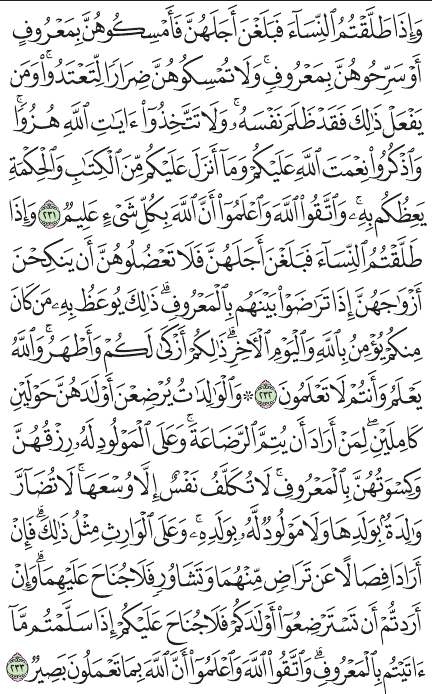 وَإِذَا طَلَّقْتُمُ ٱلنِّسَآءَ فَبَلَغْنَ أَجَلَهُنَّ فَأَمْسِكُوهُنَّ بِمَعْرُوفٍ
أَوْ سَرِّحُوهُنَّ بِمَعْرُوفٍۚ وَلَا تُمْسِكُوهُنَّ ضِرَارًا لِّتَعْتَدُوا۟ۚ وَمَن
يَفْعَلْ ذَٰلِكَ فَقَدْ ظَلَمَ نَفْسَهُۥۚ وَلَا تَتَّخِذُوٓا۟ ءَايَٰتِ ٱللَّهِ هُزُوًاۚ
وَٱذْكُرُوا۟ نِعْمَتَ ٱللَّهِ عَلَيْكُمْ وَمَآ أَنزَلَ عَلَيْكُم مِّنَ ٱلْكِتَٰبِ وَٱلْحِكْمَةِ
يَعِظُكُم بِهِۦۚ وَٱتَّقُوا۟ ٱللَّهَ وَٱعْلَمُوٓا۟ أَنَّ ٱللَّهَ بِكُلِّ شَىْءٍ عَلِيمٌ ٢٣١ وَإِذَا
طَلَّقْتُمُ ٱلنِّسَآءَ فَبَلَغْنَ أَجَلَهُنَّ فَلَا تَعْضُلُوهُنَّ أَن يَنكِحْنَ
أَزْوَٰجَهُنَّ إِذَا تَرَٰضَوْا۟ بَيْنَهُم بِٱلْمَعْرُوفِۗ ذَٰلِكَ يُوعَظُ بِهِۦ مَن كَانَ
مِنكُمْ يُؤْمِنُ بِٱللَّهِ وَٱلْيَوْمِ ٱلْءَاخِرِۗ ذَٰلِكُمْ أَزْكَىٰ لَكُمْ وَأَطْهَرُۚ وَٱللَّهُ
يَعْلَمُ وَأَنتُمْ لَا تَعْلَمُونَ ٢٣٢ ۞ وَٱلْوَٰلِدَٰتُ يُرْضِعْنَ أَوْلَٰدَهُنَّ حَوْلَيْنِ
كَامِلَيْنِۖ لِمَنْ أَرَادَ أَن يُتِمَّ ٱلرَّضَاعَةَۚ وَعَلَى ٱلْمَوْلُودِ لَهُۥ رِزْقُهُنَّ
وَكِسْوَتُهُنَّ بِٱلْمَعْرُوفِۚ لَا تُكَلَّفُ نَفْسٌ إِلَّا وُسْعَهَاۚ لَا تُضَآرَّ
وَٰلِدَةٌۢ بِوَلَدِهَا وَلَا مَوْلُودٌ لَّهُۥ بِوَلَدِهِۦۚ وَعَلَى ٱلْوَارِثِ مِثْلُ ذَٰلِكَۗ فَإِنْ
أَرَادَا فِصَالًا عَن تَرَاضٍ مِّنْهُمَا وَتَشَاوُرٍ فَلَا جُنَاحَ عَلَيْهِمَاۗ وَإِنْ
أَرَدتُّمْ أَن تَسْتَرْضِعُوٓا۟ أَوْلَٰدَكُمْ فَلَا جُنَاحَ عَلَيْكُمْ إِذَا سَلَّمْتُم مَّآ
ءَاتَيْتُم بِٱلْمَعْرُوفِۗ وَٱتَّقُوا۟ ٱللَّهَ وَٱعْلَمُوٓا۟ أَنَّ ٱللَّهَ بِمَا تَعْمَلُونَ بَصِيرٌ ٢٣٣